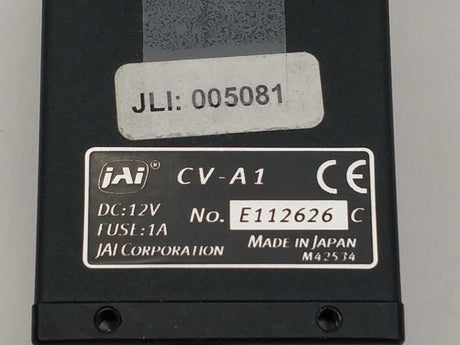 JLI: 005081
JAi ® CV-A1 CE
DC:12V No. E112626 C
FUSE:1A
JAI CORPORATION MADE IN JAPAN
M42534